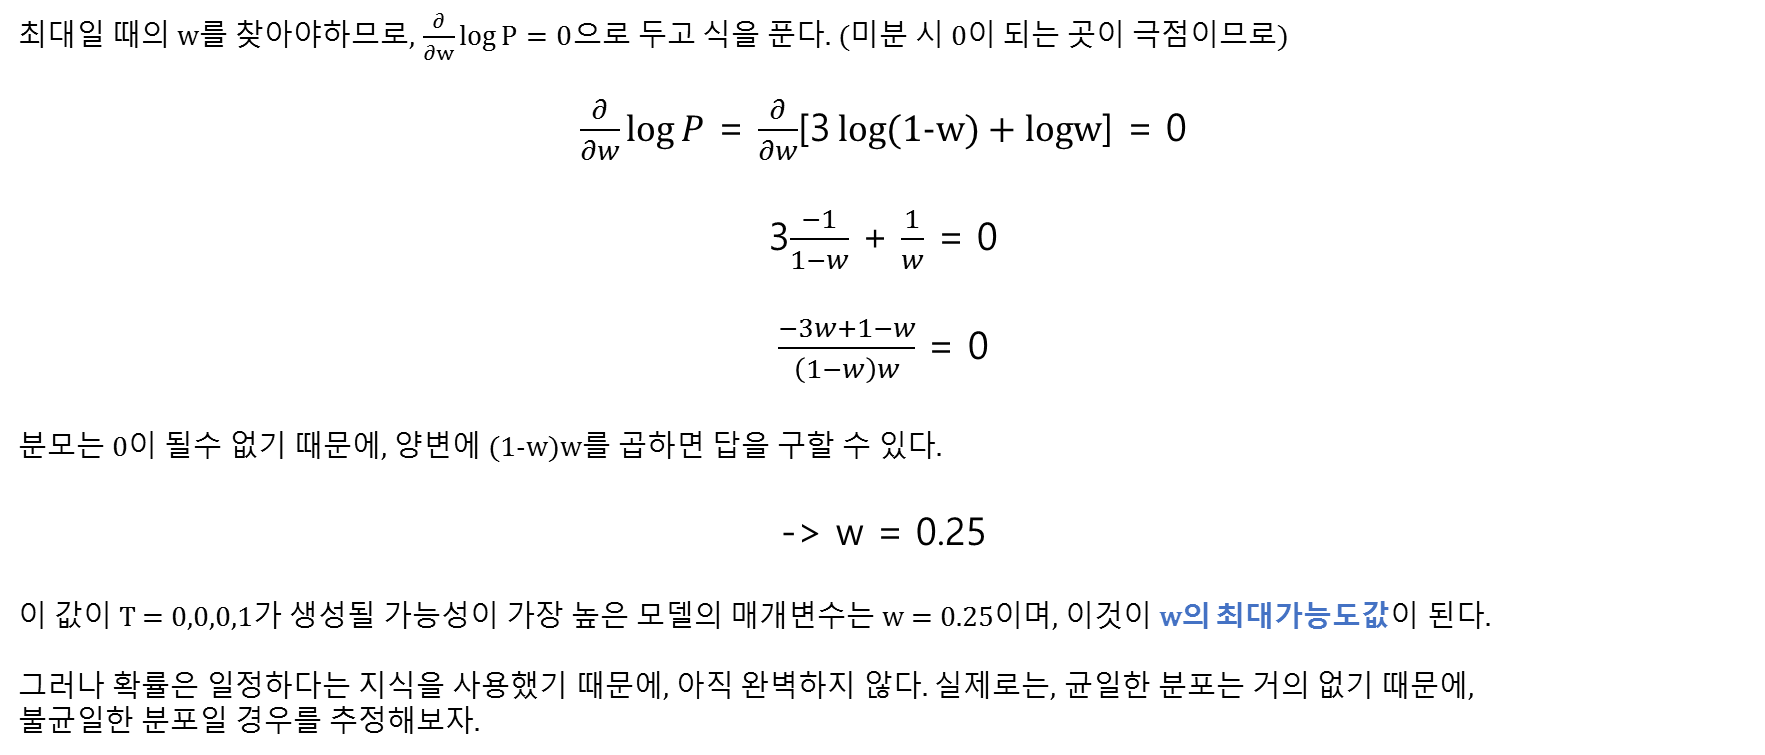 최대일 때의 w를 찾아야하므로, ∂/∂w log P = 0으로 두고 식을 푼다. (미분 시 0이 되는 곳이 극점이므로)
∂/∂w log P = ∂/∂w[3 log(1-w) + logw] = 0
3 −1/(1−w) + 1/w = 0
(−3w+1−w)/((1−w)w) = 0
분모는 0이 될수 없기 때문에, 양변에 (1-w)w를 곱하면 답을 구할 수 있다.
-> w = 0.25
이 값이 T = 0,0,0,1가 생성될 가능성이 가장 높은 모델의 매개변수는 w = 0.25이며, 이것이 w의 최대가능도값이 된다.
그러나 확률은 일정하다는 지식을 사용했기 때문에, 아직 완벽하지 않다. 실제로는, 균일한 분포는 거의 없기 때문에,
불균일한 분포일 경우를 추정해보자.